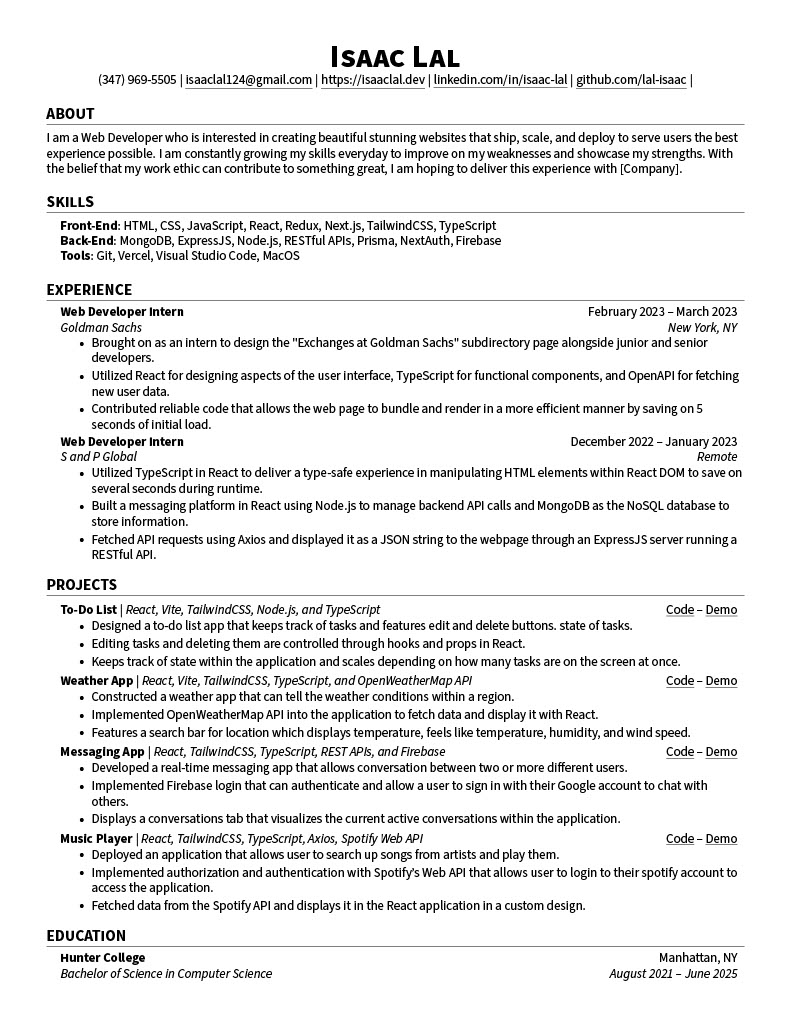 Isaac Lal
(347) 969-5505 | isaaclal124@gmail.com | https://isaaclal.dev | linkedin.com/in/isaac-lal | github.com/lal-isaac |
ABOUT
I am a Web Developer who is interested in creating beautiful stunning websites that ship, scale, and deploy to serve users the best
experience possible. I am constantly growing my skills everyday to improve on my weaknesses and showcase my strengths. With
the belief that my work ethic can contribute to something great, I am hoping to deliver this experience with [Company].
SKILLS
Front-End: HTML, CSS, JavaScript, React, Redux, Next.js, TailwindCSS, TypeScript
Back-End: MongoDB, ExpressJS, Node.js, RESTful APIs, Prisma, NextAuth, Firebase
Tools: Git, Vercel, Visual Studio Code, MacOS
EXPERIENCE
Web Developer Intern February 2023 – March 2023
Goldman Sachs New York, NY
• Brought on as an intern to design the "Exchanges at Goldman Sachs" subdirectory page alongside junior and senior
developers.
• Utilized React for designing aspects of the user interface, TypeScript for functional components, and OpenAPI for fetching
new user data.
• Contributed reliable code that allows the web page to bundle and render in a more efficient manner by saving on 5
seconds of initial load.
Web Developer Intern December 2022 – January 2023
S and P Global Remote
• Utilized TypeScript in React to deliver a type-safe experience in manipulating HTML elements within React DOM to save on
several seconds during runtime.
• Built a messaging platform in React using Node.js to manage backend API calls and MongoDB as the NoSQL database to
store information.
• Fetched API requests using Axios and displayed it as a JSON string to the webpage through an ExpressJS server running a
RESTful API.
PROJECTS
To-Do List | React, Vite, TailwindCSS, Node.js, and TypeScript Code – Demo
• Designed a to-do list app that keeps track of tasks and features edit and delete buttons. state of tasks.
• Editing tasks and deleting them are controlled through hooks and props in React.
• Keeps track of state within the application and scales depending on how many tasks are on the screen at once.
Weather App | React, Vite, TailwindCSS, TypeScript, and OpenWeatherMap API Code – Demo
• Constructed a weather app that can tell the weather conditions within a region.
• Implemented OpenWeatherMap API into the application to fetch data and display it with React.
• Features a search bar for location which displays temperature, feels like temperature, humidity, and wind speed.
Messaging App | React, TailwindCSS, TypeScript, REST APIs, and Firebase Code – Demo
• Developed a real-time messaging app that allows conversation between two or more different users.
• Implemented Firebase login that can authenticate and allow a user to sign in with their Google account to chat with
others.
• Displays a conversations tab that visualizes the current active conversations within the application.
Music Player | React, TailwindCSS, TypeScript, Axios, Spotify Web API Code – Demo
• Deployed an application that allows user to search up songs from artists and play them.
• Implemented authorization and authentication with Spotify's Web API that allows user to login to their spotify account to
access the application.
• Fetched data from the Spotify API and displays it in the React application in a custom design.
EDUCATION
Hunter College Manhattan, NY
Bachelor of Science in Computer Science August 2021 – June 2025